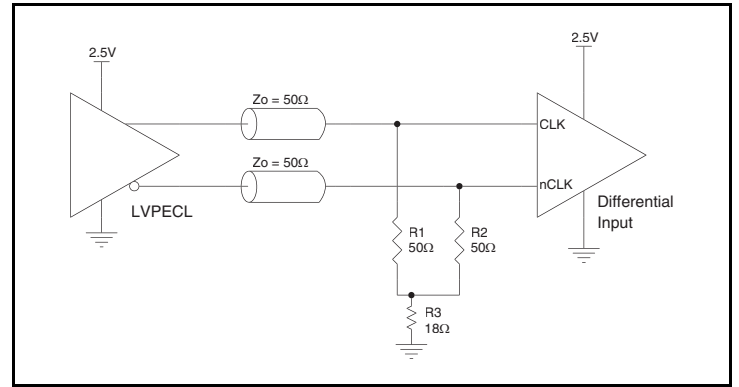 2.5V
2.5V
Zo = 50Ω
CLK
Zo = 50Ω
nCLK
LVPECL
Differential
Input
R1
50Ω
R2
50Ω
R3
18Ω